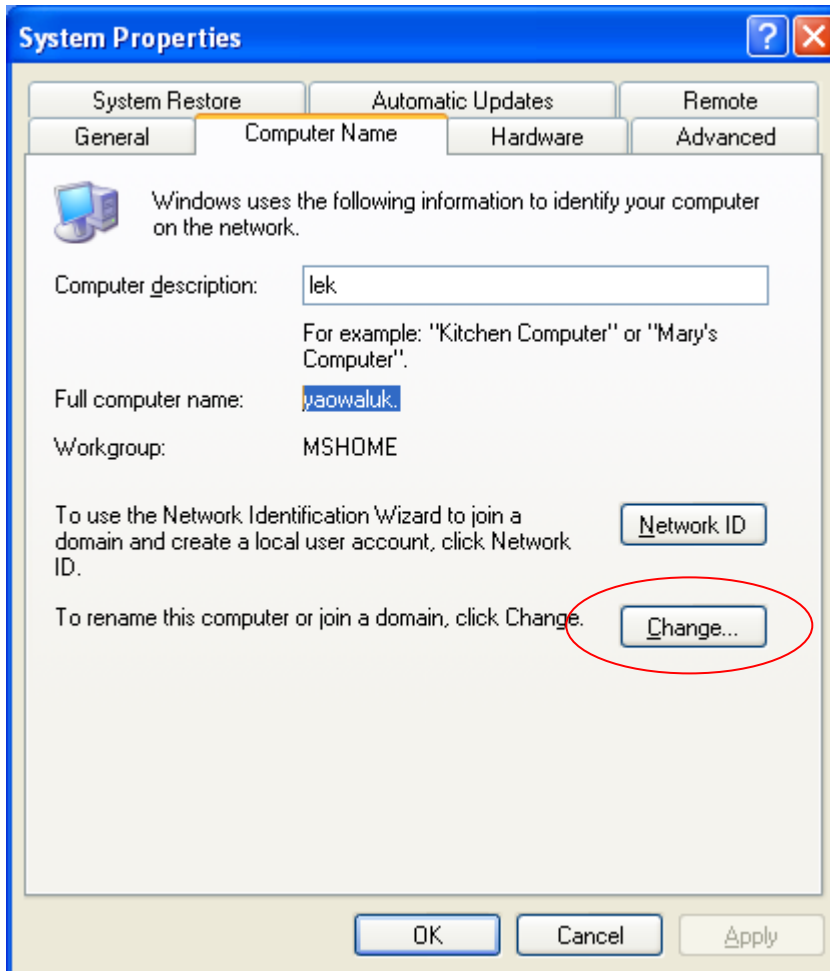 System Properties
System Restore Automatic Updates Remote
General Computer Name Hardware Advanced
Windows uses the following information to identify your computer
on the network.
Computer description: lek
For example: "Kitchen Computer" or "Mary's
Computer".
Full computer name: yaowaluk.
Workgroup: MSHOME
To use the Network Identification Wizard to join a
domain and create a local user account, click Network
ID.
Network ID
To rename this computer or join a domain, click Change.
Change...
OK Cancel Apply